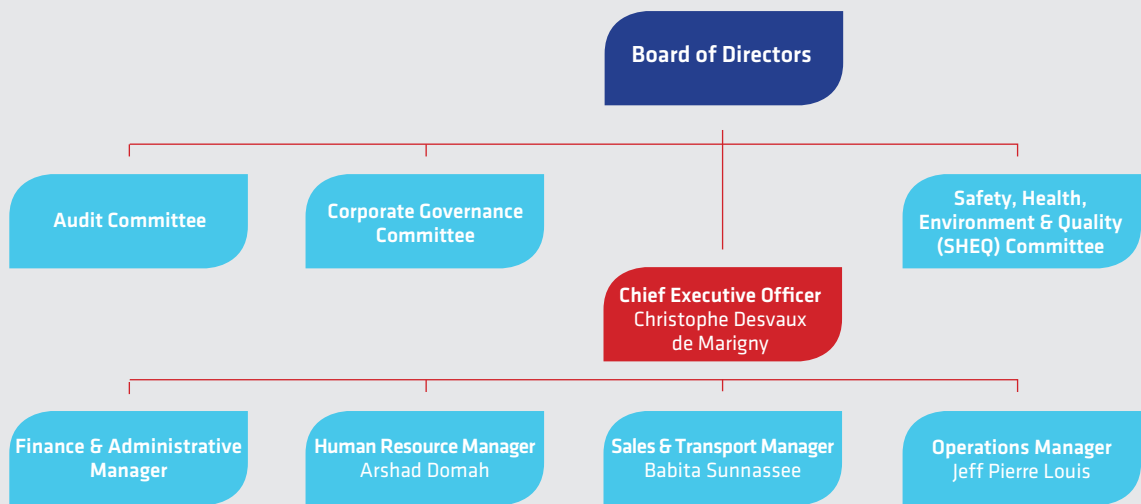 Board of Directors
Audit Committee
Corporate Governance
Committee
Safety, Health,
Environment & Quality
(SHEQ) Committee
Chief Executive Officer
Christophe Desvaux
de Marigny
Finance & Administrative
Manager
Human Resource Manager
Arshad Domah
Sales & Transport Manager
Babita Sunnassee
Operations Manager
Jeff Pierre Louis